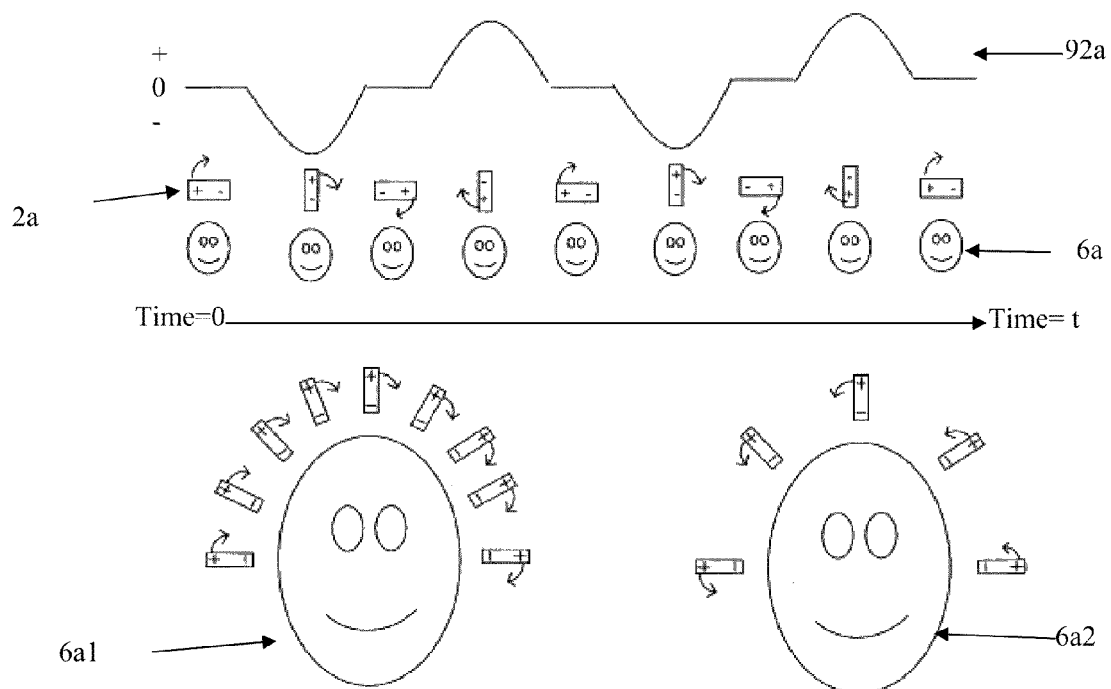 +
92a
0
-
2a
+ - + - - + - + + - + - - + - + + -
6a
Time=0 Time= t
+ - + - + - + - + - + - + - + - + -
+ - + - + - + - + -
6a1
6a2